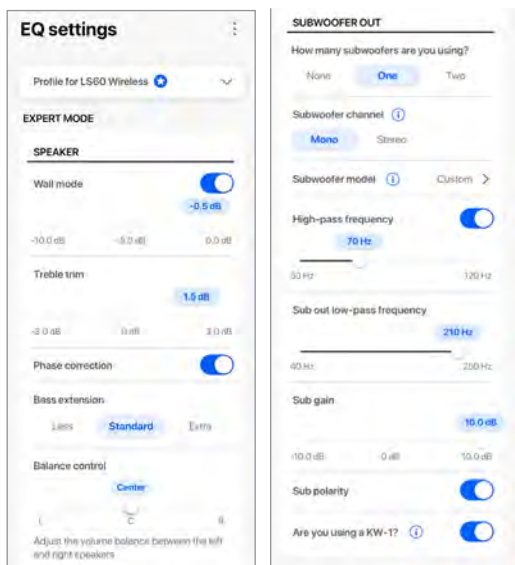 EQ settings
Profile for LS60 Wireless
EXPERT MODE
SPEAKER
Wall mode
-0.5 dB
-10.0 dB -5.0 dB 0.0 dB
Treble trim
1.5 dB
-3.0 dB 0 dB 3.0 dB
Phase correction
Bass extension
Less Standard Extra
Balance control
Center
L C R
Adjust the volume balance between the left
and right speakers
SUBWOOFER OUT
How many subwoofers are you using?
None One Two
Subwoofer channel
Mono Stereo
Subwoofer model Custom
High-pass frequency
70 Hz
50 Hz 120 Hz
Sub out low-pass frequency
210 Hz
40 Hz 250 Hz
Sub gain
10.0 dB
-10.0 dB 0 dB 10.0 dB
Sub polarity
Are you using a KW-1?